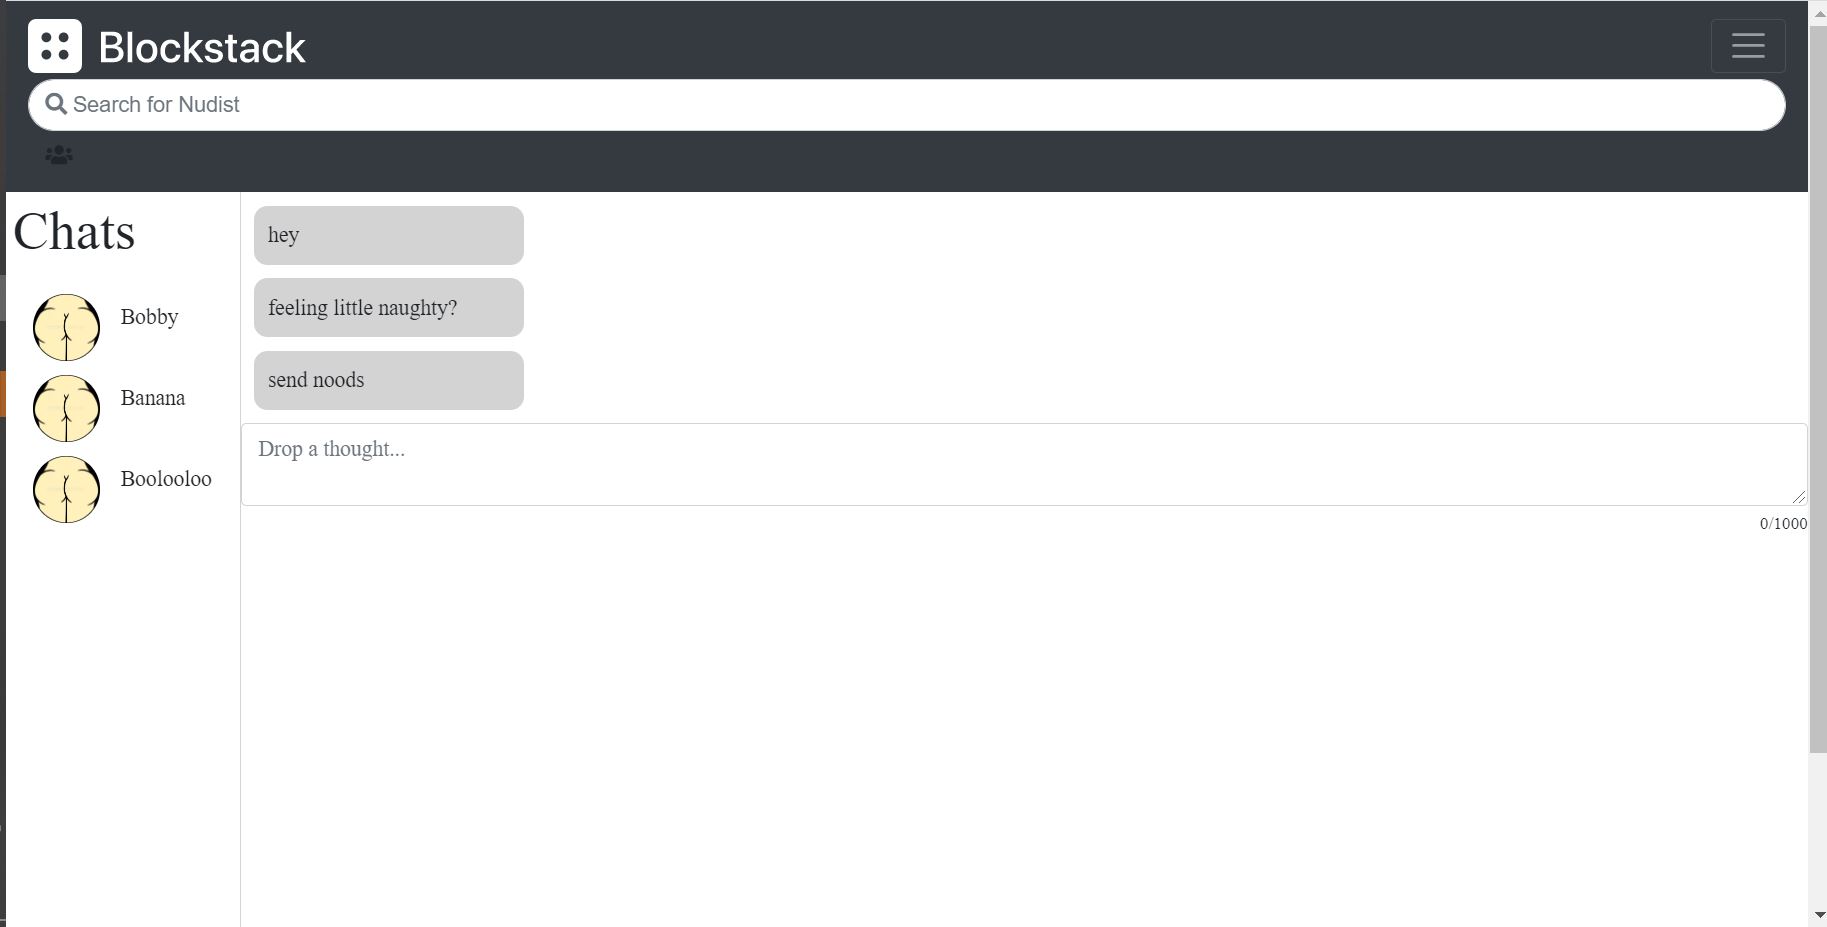 Blockstack
Search for Nudist
Chats
Bobby
Banana
Boolooloo
hey
feeling little naughty?
send noods
Drop a thought...
0/1000